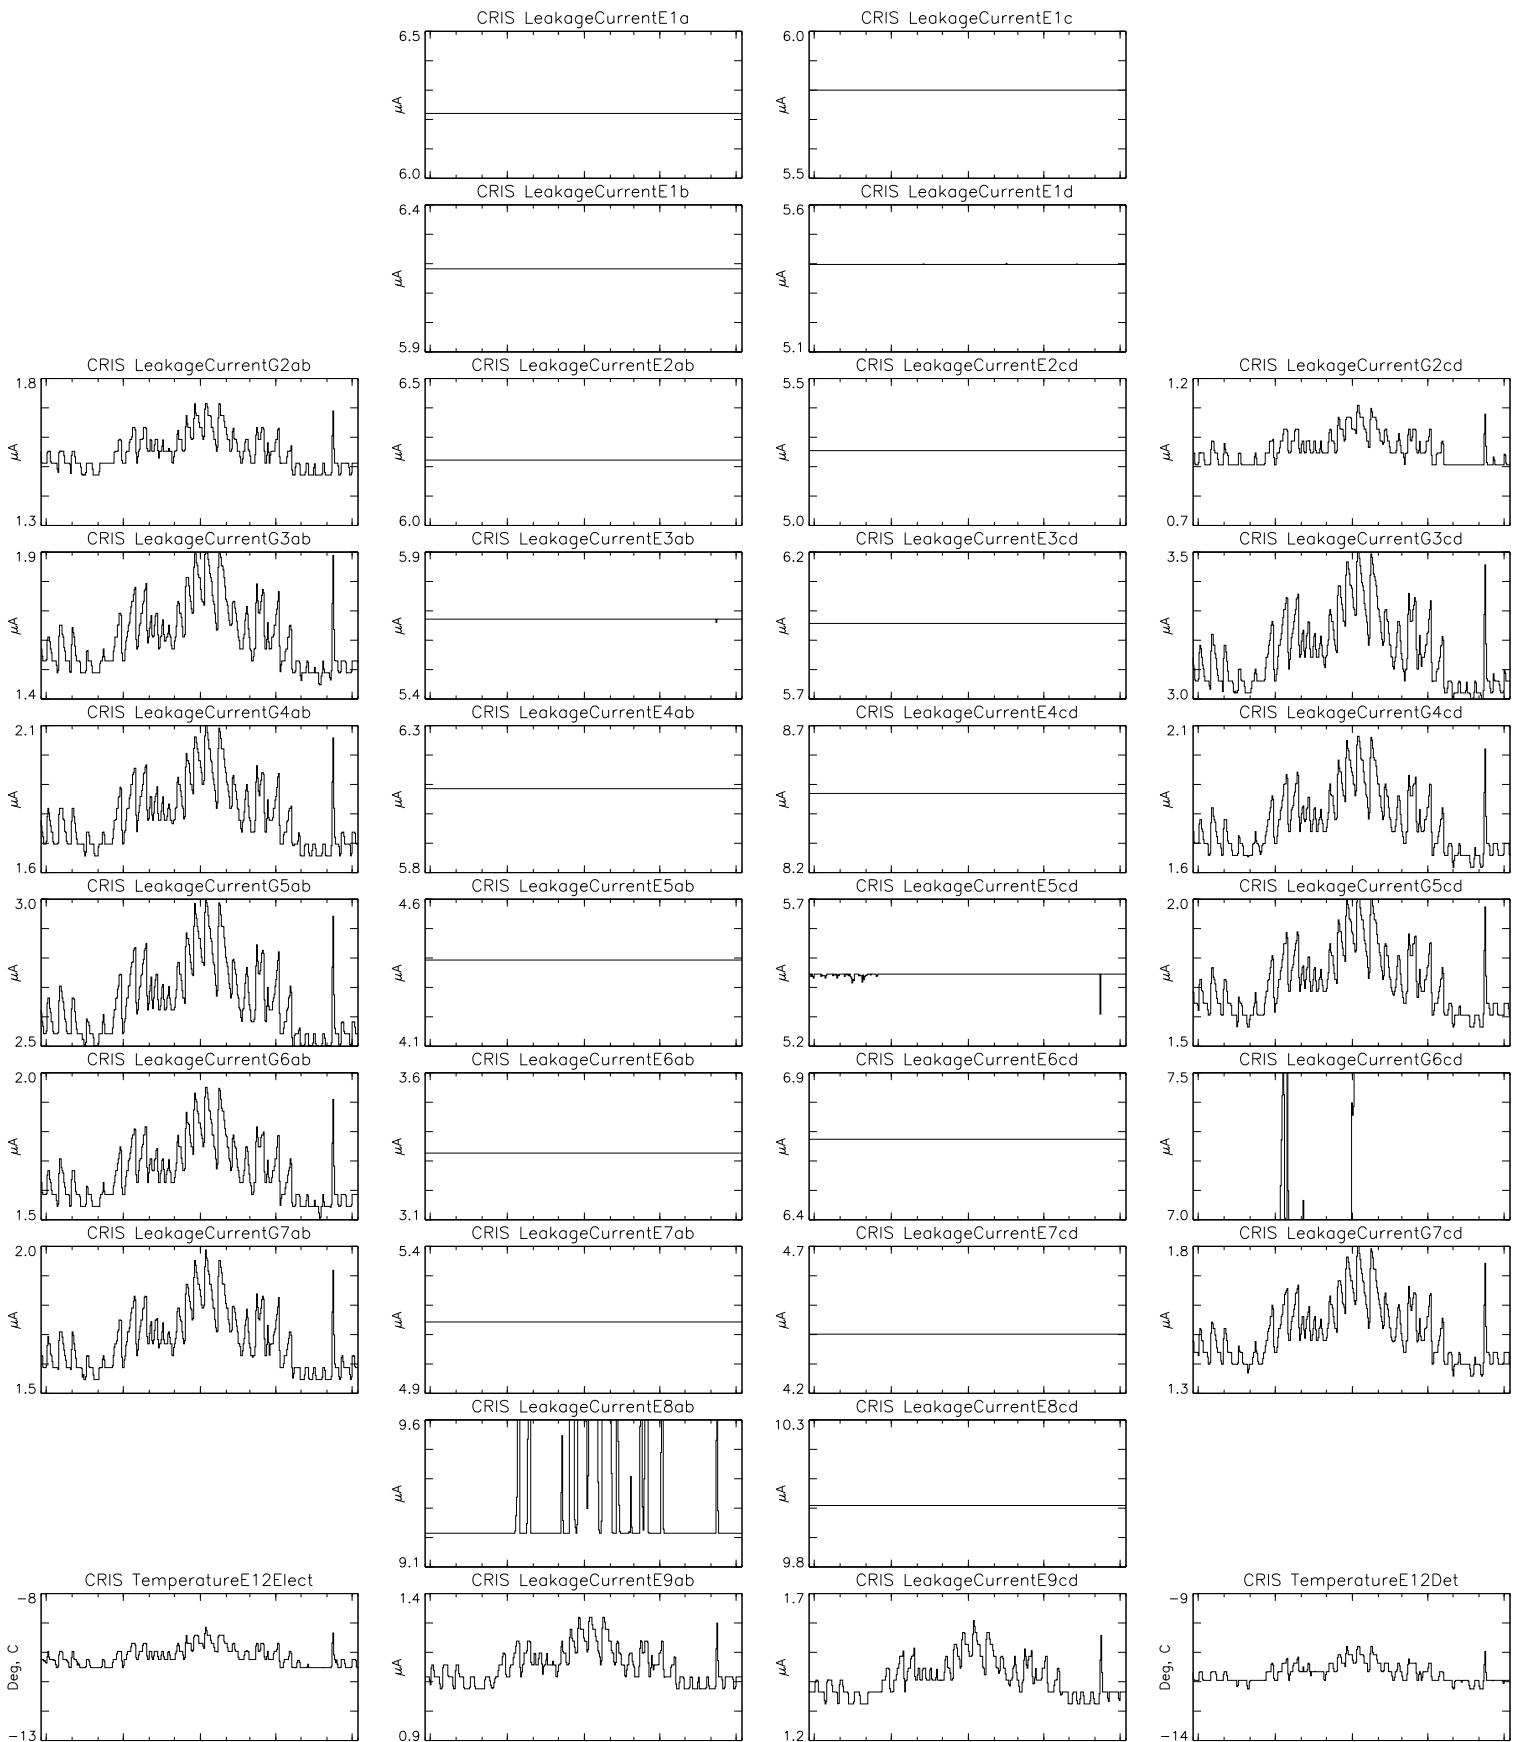 CRIS LeakageCurrentE1a
6.5
μA
6.0
CRIS LeakageCurrentE1c
6.0
μA
5.5
CRIS LeakageCurrentE1b
6.4
μA
5.9
CRIS LeakageCurrentE1d
5.6
μA
5.1
CRIS LeakageCurrentG2ab
1.8
μA
1.3
CRIS LeakageCurrentE2ab
6.5
μA
6.0
CRIS LeakageCurrentE2cd
5.5
μA
5.0
CRIS LeakageCurrentG2cd
1.2
μA
0.7
CRIS LeakageCurrentG3ab
1.9
μA
1.4
CRIS LeakageCurrentE3ab
5.9
μA
5.4
CRIS LeakageCurrentE3cd
6.2
μA
5.7
CRIS LeakageCurrentG3cd
3.5
μA
3.0
CRIS LeakageCurrentG4ab
2.1
μA
1.6
CRIS LeakageCurrentE4ab
6.3
μA
5.8
CRIS LeakageCurrentE4cd
8.7
μA
8.2
CRIS LeakageCurrentG4cd
2.1
μA
1.6
CRIS LeakageCurrentG5ab
3.0
μA
2.5
CRIS LeakageCurrentE5ab
4.6
μA
4.1
CRIS LeakageCurrentE5cd
5.7
μA
5.2
CRIS LeakageCurrentG5cd
2.0
μA
1.5
CRIS LeakageCurrentG6ab
2.0
μA
1.5
CRIS LeakageCurrentE6ab
3.6
μA
3.1
CRIS LeakageCurrentE6cd
6.9
μA
6.4
CRIS LeakageCurrentG6cd
7.5
μA
7.0
CRIS LeakageCurrentG7ab
2.0
μA
1.5
CRIS LeakageCurrentE7ab
5.4
μA
4.9
CRIS LeakageCurrentE7cd
4.7
μA
4.2
CRIS LeakageCurrentG7cd
1.8
μA
1.3
CRIS LeakageCurrentE8ab
9.6
μA
9.1
CRIS LeakageCurrentE8cd
10.3
μA
9.8
CRIS TemperatureE12Elect
-8
Deg, C
-13
CRIS LeakageCurrentE9ab
1.4
μA
0.9
CRIS LeakageCurrentE9cd
1.7
μA
1.2
CRIS TemperatureE12Det
-9
Deg, C
-14